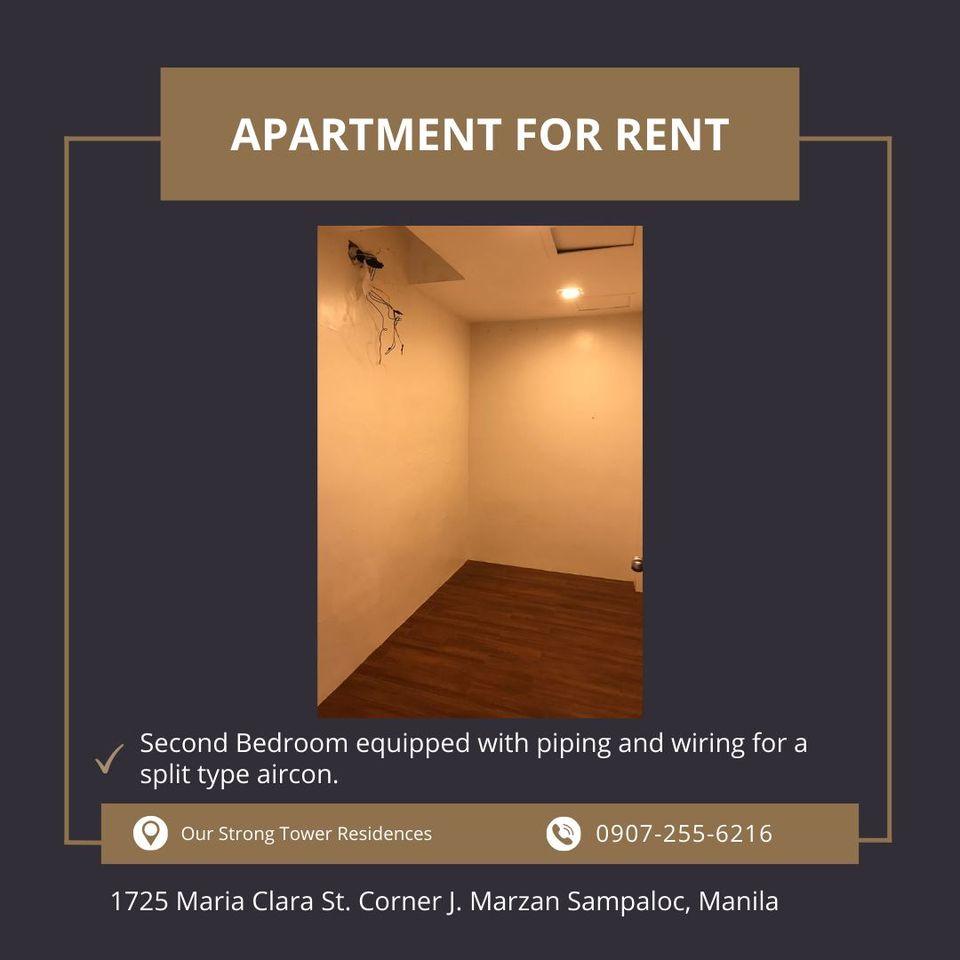 APARTMENT FOR RENT
Second Bedroom equipped with piping and wiring for a
split type aircon.
Our Strong Tower Residences
0907-255-6216
1725 Maria Clara St. Corner J. Marzan Sampaloc, Manila